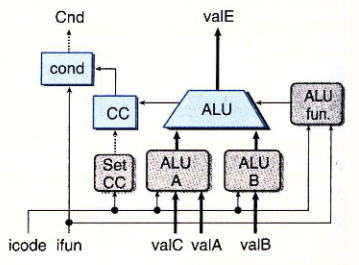 Cnd
valE
cond
CC
ALU
ALU
fun.
Set
CC
ALU
A
ALU
B
icode
ifun
valC
valA
valB